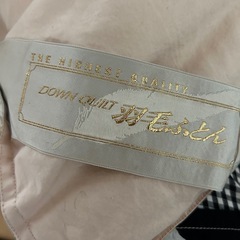 THE HIGHEST QUALITY
DOWN QUILT 羽毛ふとん